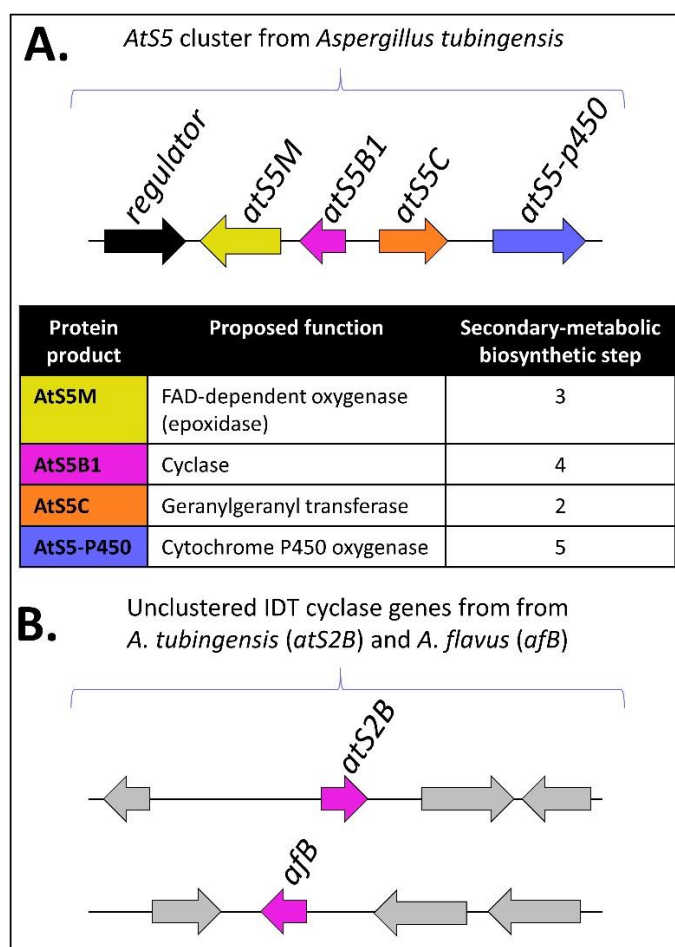 A.
AtS5 cluster from Aspergillus tubingensis
regulator
atS5M
atS5B1
atS5C
atS5-p450
Protein product Proposed function Secondary-metabolic biosynthetic step
AtS5M FAD-dependent oxygenase (epoxidase) 3
AtS5B1 Cyclase 4
AtS5C Geranylgeranyl transferase 2
AtS5-P450 Cytochrome P450 oxygenase 5
B.
Unclustered IDT cyclase genes from from
A. tubingensis (atS2B) and A. flavus (afB)
atS2B
afB